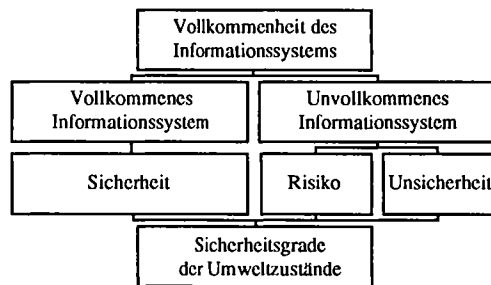 Vollkommenheit des
Informationssystems
Vollkommenes
Informationssystem
Unvollkommenes
Informationssystem
Sicherheit
Risiko
Unsicherheit
Sicherheitsgrade
der Umweltzustände